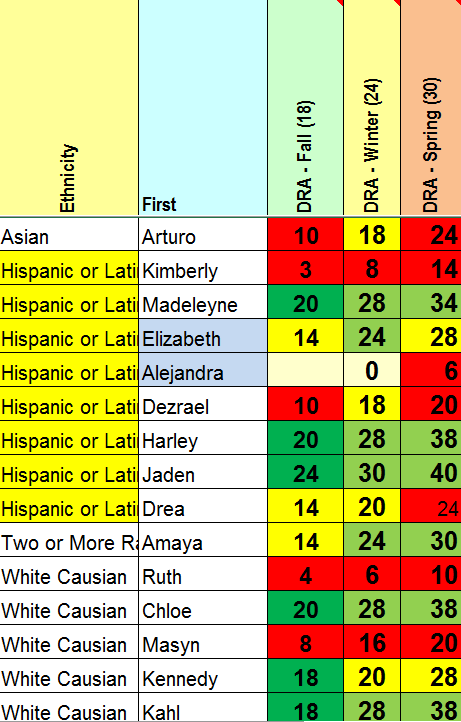 Ethnicity First DRA - Fall (18) DRA - Winter (24) DRA - Spring (30)
Asian Arturo 10 18 24
Hispanic or Lati Kimberly 3 8 14
Hispanic or Lati Madeleyne 20 28 34
Hispanic or Lati Elizabeth 14 24 28
Hispanic or Lati Alejandra 0 6
Hispanic or Lati Dezrael 10 18 20
Hispanic or Lati Harley 20 28 38
Hispanic or Lati Jaden 24 30 40
Hispanic or Lati Drea 14 20 24
Two or More Ra Amaya 14 24 30
White Causian Ruth 4 6 10
White Causian Chloe 20 28 38
White Causian Masyn 8 16 20
White Causian Kennedy 18 20 28
White Causian Kahl 18 28 38